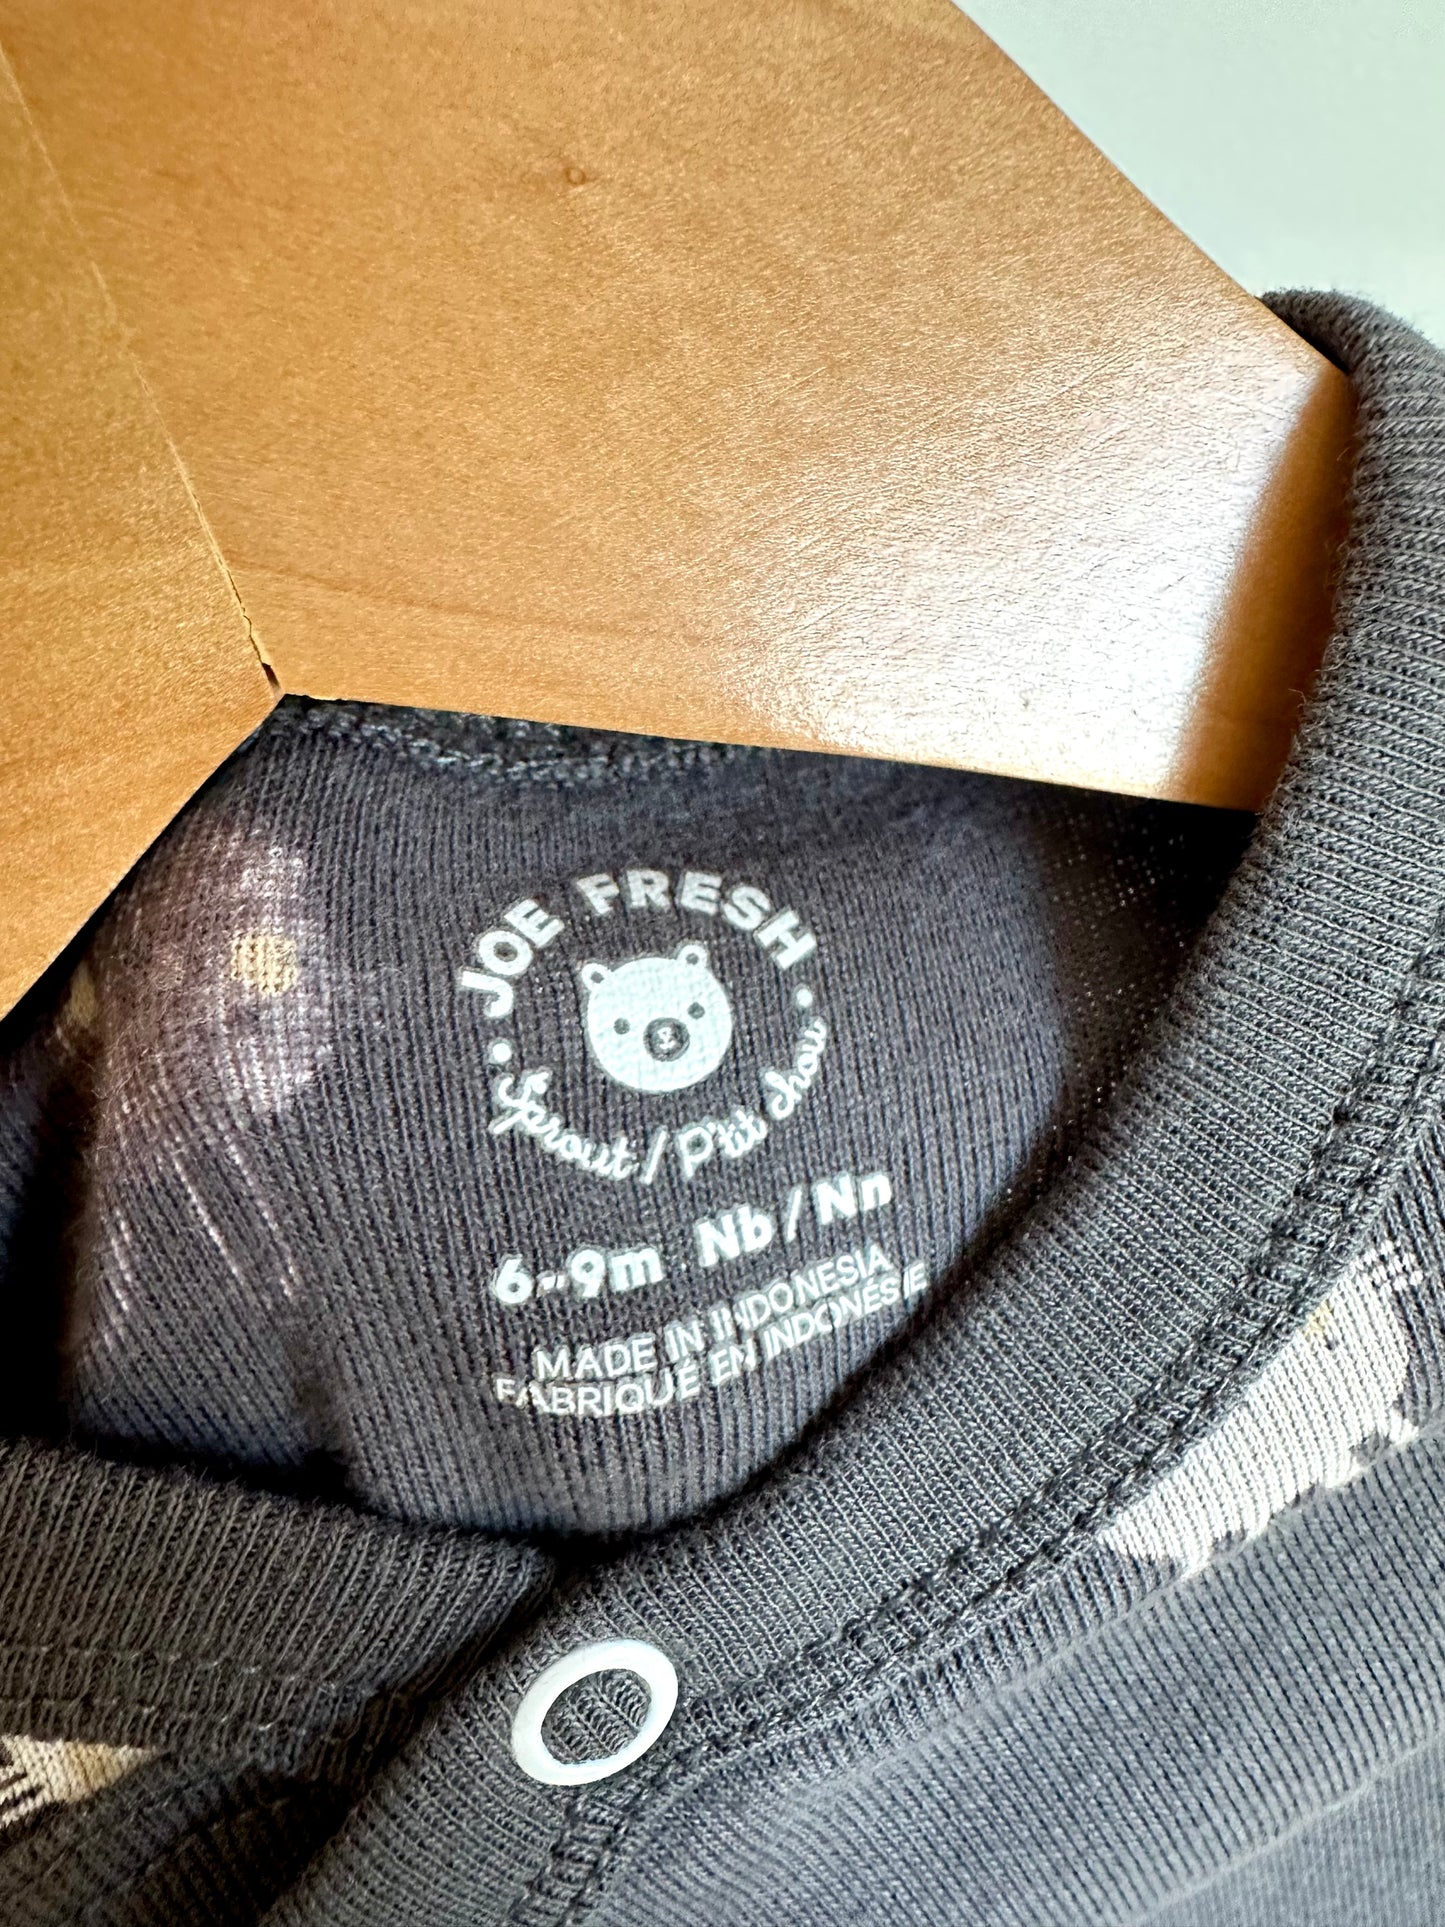 JOE FRESH
Sprout / P'tit chou
6-9m Nb / Nn
MADE IN INDONESIA
FABRIQUÉ EN INDONÉSIE